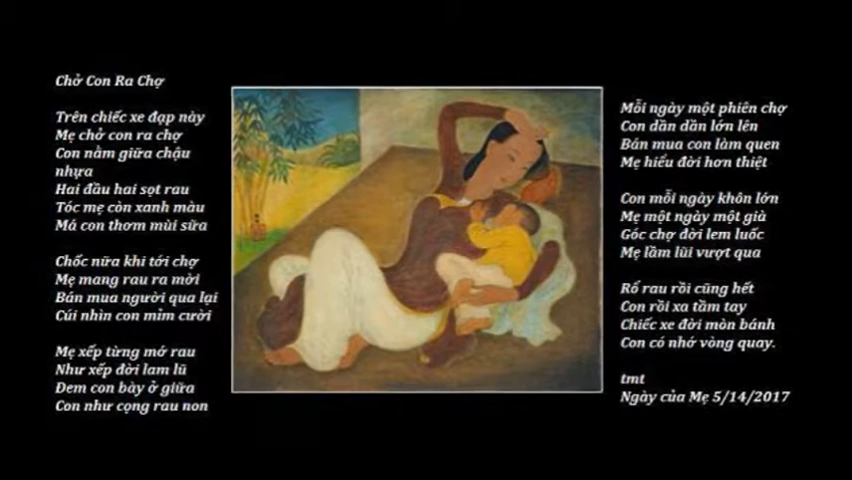 Chở Con Ra Chợ
Trên chiếc xe đạp này
Mẹ chở con ra chợ
Con nằm giữa chậu
nhựa
Hai đầu hai sọt rau
Tóc mẹ còn xanh màu
Má con thơm mùi sữa
Chốc nữa khi tới chợ
Mẹ mang rau ra mời
Bán mua người qua lại
Cúi nhìn con mỉm cười
Mẹ xếp từng mớ rau
Như xếp đời lam lũ
Đem con bày ở giữa
Con như cọng rau non
Mỗi ngày một phiên chợ
Con dần dần lớn lên
Bán mua con làm quen
Mẹ hiểu đời hơn thiệt
Con mỗi ngày khôn lớn
Mẹ một ngày một già
Góc chợ đời lem luốc
Mẹ lầm lũi vượt qua
Rổ rau rồi cũng hết
Con rồi xa tầm tay
Chiếc xe đời mòn bánh
Con có nhớ vòng quay.
tmt
Ngày của Mẹ 5/14/2017